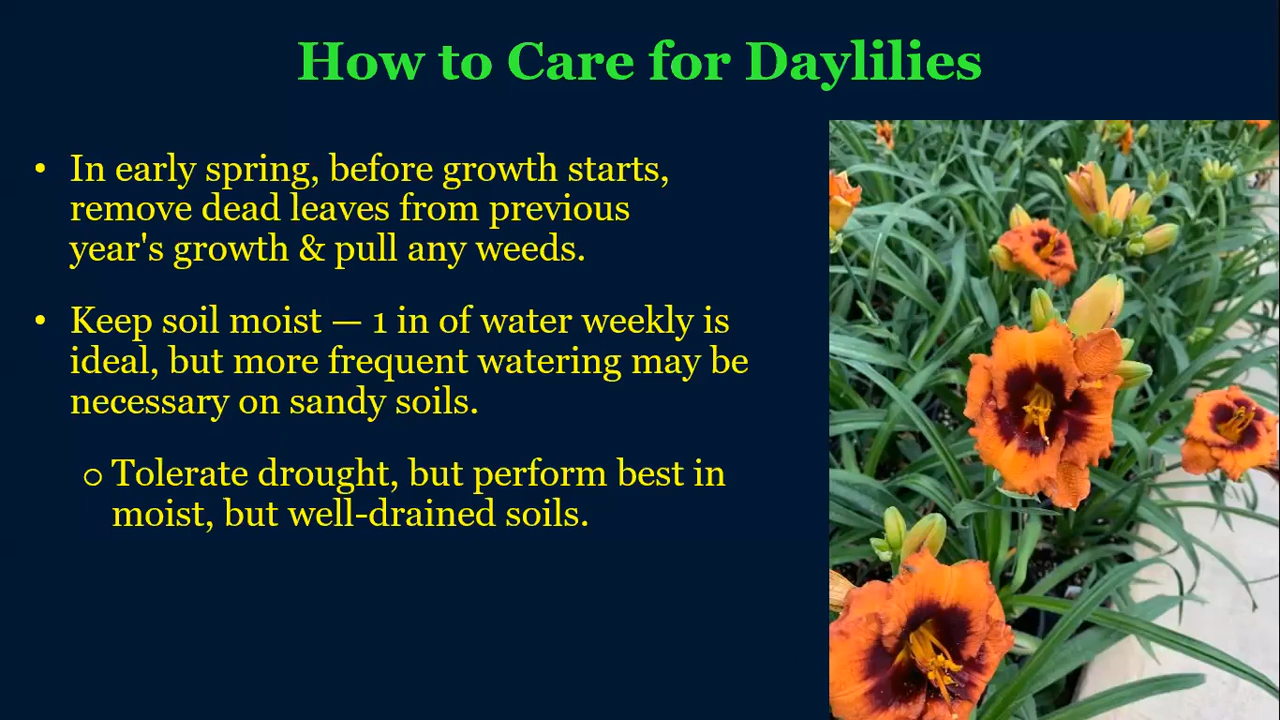 How to Care for Daylilies
• In early spring, before growth starts,
remove dead leaves from previous
year's growth & pull any weeds.
• Keep soil moist — 1 in of water weekly is
ideal, but more frequent watering may be
necessary on sandy soils.
o Tolerate drought, but perform best in
moist, but well-drained soils.